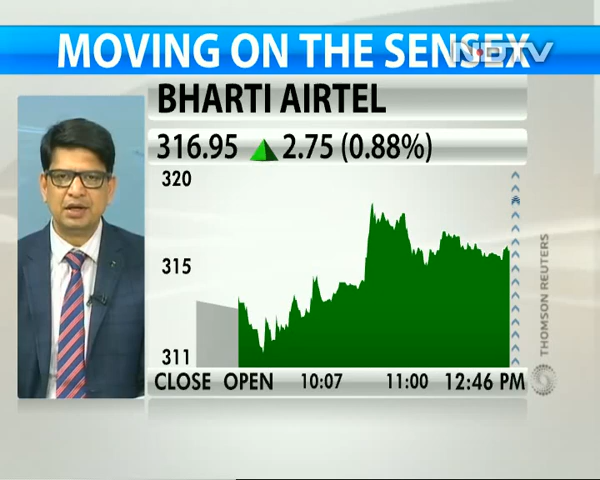 MOVING ON THE SENSEX
NDTV
BHARTI AIRTEL
316.95 2.75 (0.88%)
320
315
311
CLOSE OPEN 10:07 11:00 12:46 PM
THOMSON REUTERS